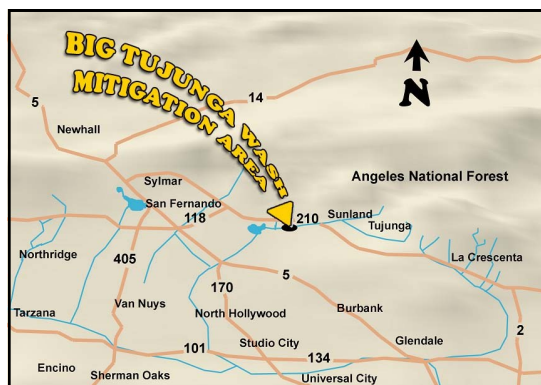 BIG TUJUNGA WASH
MITIGATION AREA
N
5
14
Newhall
Angeles National Forest
Sylmar
San Fernando
118
210
Sunland
Tujunga
Northridge
405
La Crescenta
5
170
Van Nuys
North Hollywood
Burbank
Tarzana
Studio City
Glendale
2
101
134
Encino
Sherman Oaks
Universal City